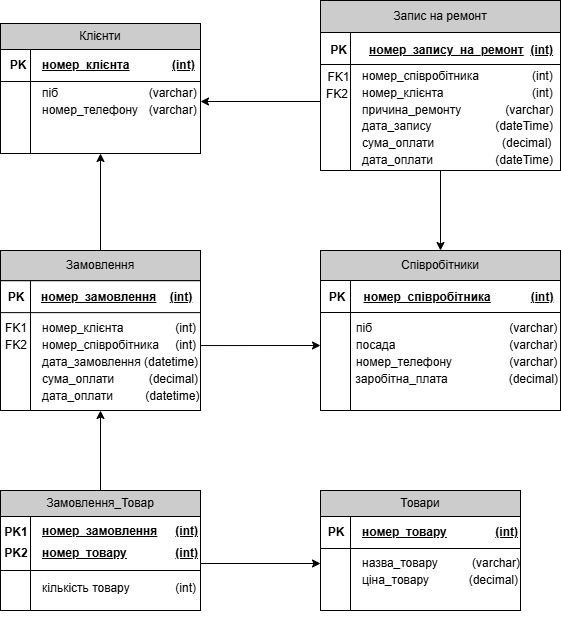 Клієнти
PK номер_клієнта (int)
піб (varchar)
номер_телефону (varchar)
Запис на ремонт
PK номер_запису_на_ремонт (int)
FK1 номер_співробітника (int)
FK2 номер_клієнта (int)
причина_ремонту (varchar)
дата_запису (dateTime)
сума_оплати (decimal)
дата_оплати (dateTime)
Замовлення
PK номер_замовлення (int)
FK1 номер_клієнта (int)
FK2 номер_співробітника (int)
дата_замовлення (datetime)
сума_оплати (decimal)
дата_оплати (datetime)
Співробітники
PK номер_співробітника (int)
піб (varchar)
посада (varchar)
номер_телефону (varchar)
заробітна_плата (decimal)
Замовлення_Товар
PK1 номер_замовлення (int)
PK2 номер_товару (int)
кількість товару (int)
Товари
PK номер_товару (int)
назва_товару (varchar)
ціна_товару (decimal)